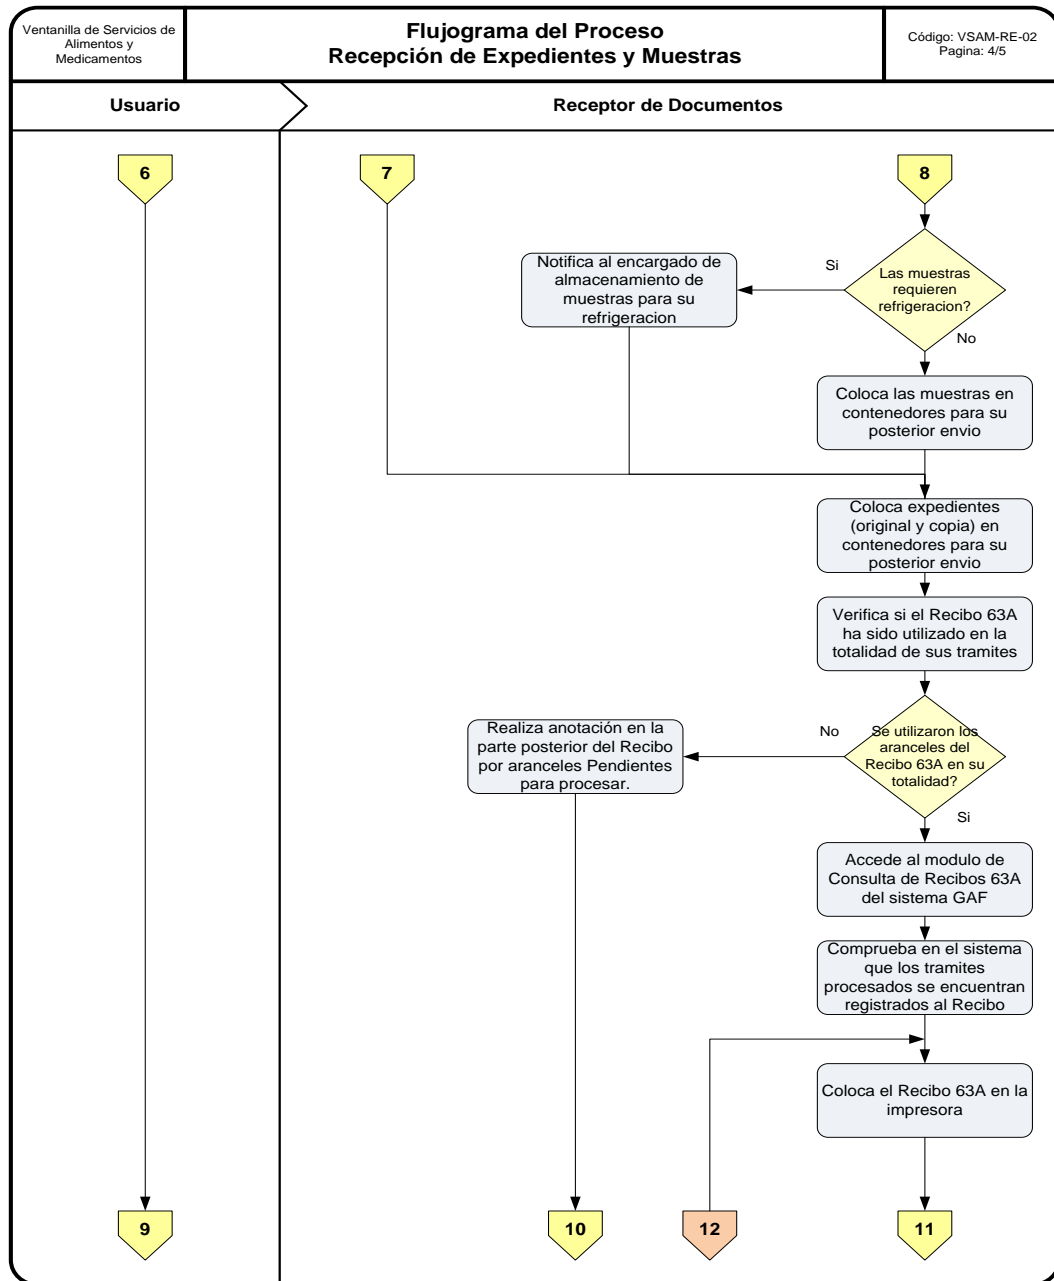 Ventanilla de Servicios de
Alimentos y
Medicamentos
Flujograma del Proceso
Recepción de Expedientes y Muestras
Código: VSAM-RE-02
Pagina: 4/5
Usuario
Receptor de Documentos
6
7
8
Las muestras
requieren
refrigeracion?
Si
No
Notifica al encargado de
almacenamiento de
muestras para su
refrigeracion
Coloca las muestras en
contenedores para su
posterior envio
Coloca expedientes
(original y copia) en
contenedores para su
posterior envio
Verifica si el Recibo 63A
ha sido utilizado en la
totalidad de sus tramites
Se utilizaron los
aranceles del
Recibo 63A en su
totalidad?
No
Si
Realiza anotación en la
parte posterior del Recibo
por aranceles Pendientes
para procesar.
Accede al modulo de
Consulta de Recibos 63A
del sistema GAF
Comprueba en el sistema
que los tramites
procesados se encuentran
registrados al Recibo
Coloca el Recibo 63A en la
impresora
9
10
12
11